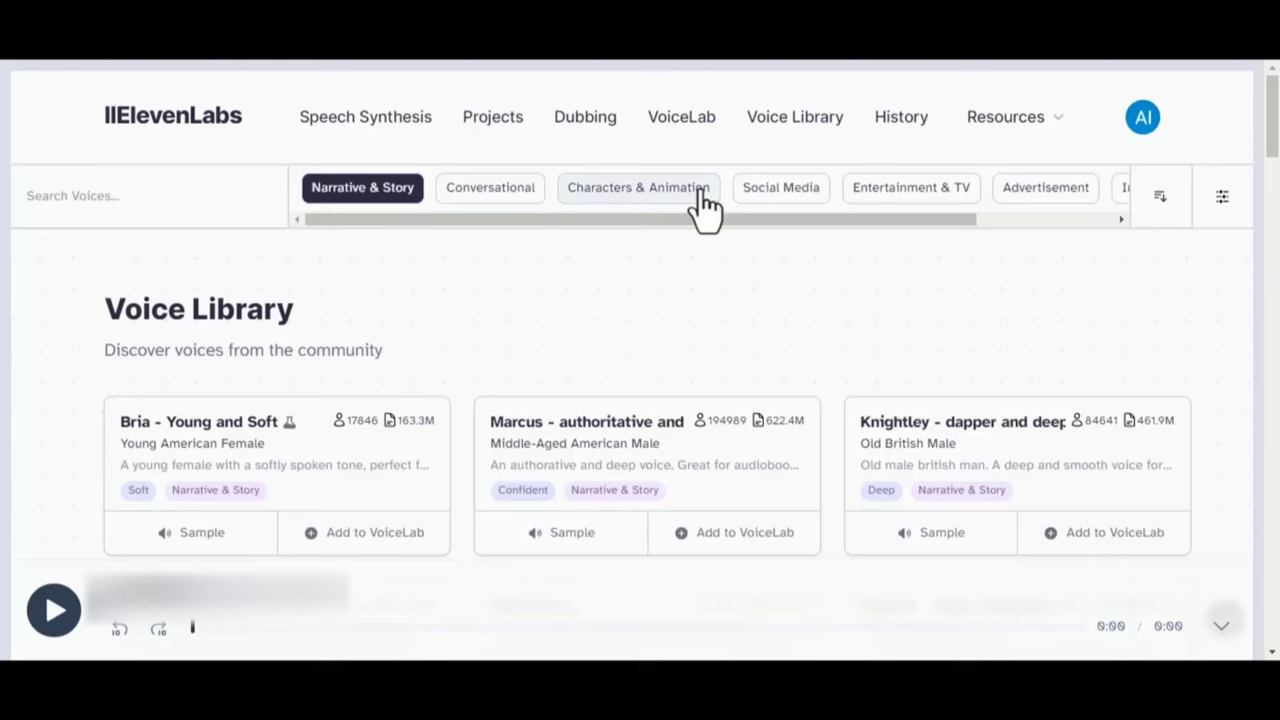 IIElevenLabs
Speech Synthesis Projects Dubbing VoiceLab Voice Library History Resources AI
Search Voices...
Narrative & Story Conversational Characters & Animation Social Media Entertainment & TV Advertisement
Voice Library
Discover voices from the community
Bria - Young and Soft 17846 163.3M
Young American Female
A young female with a softly spoken tone, perfect f...
Soft Narrative & Story
Sample Add to VoiceLab
Marcus - authoritative and 194989 622.4M
Middle-Aged American Male
An authorative and deep voice. Great for audioboo...
Confident Narrative & Story
Sample Add to VoiceLab
Knightley - dapper and deep 84641 461.9M
Old British Male
Old male british man. A deep and smooth voice for...
Deep Narrative & Story
Sample Add to VoiceLab
10 10 0:00 / 0:00